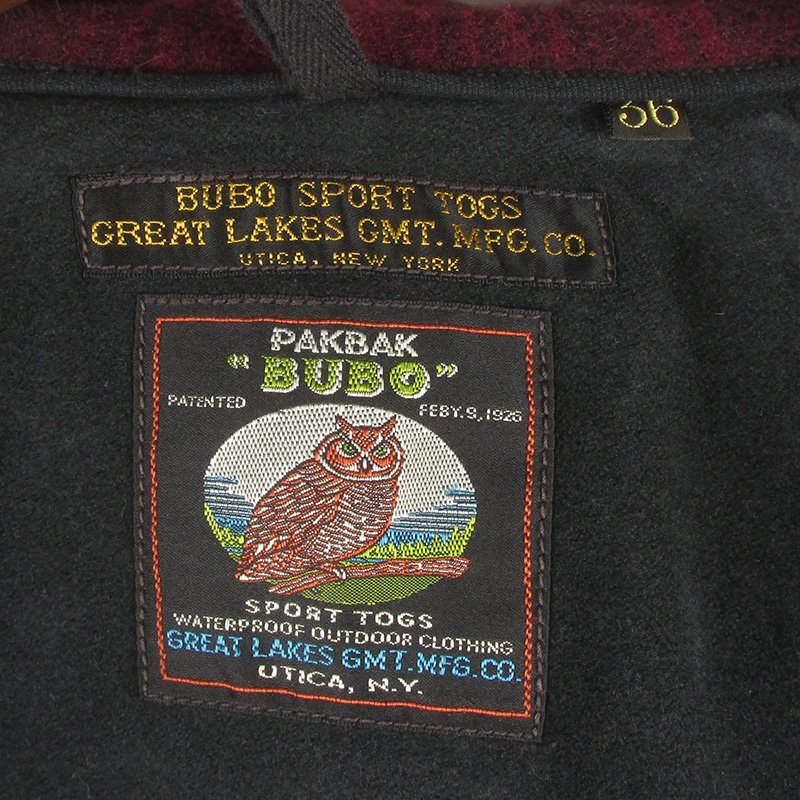 36
BUBO SPORT TOGS
GREAT LAKES GMT. MFG. CO.
UTICA, NEW YORK
PAKBAK
"BUBO"
PATENTED FEBY. 9, 1926
SPORT TOGS
WATERPROOF OUTDOOR CLOTHING
GREAT LAKES GMT. MFG. CO.
UTICA, N.Y.